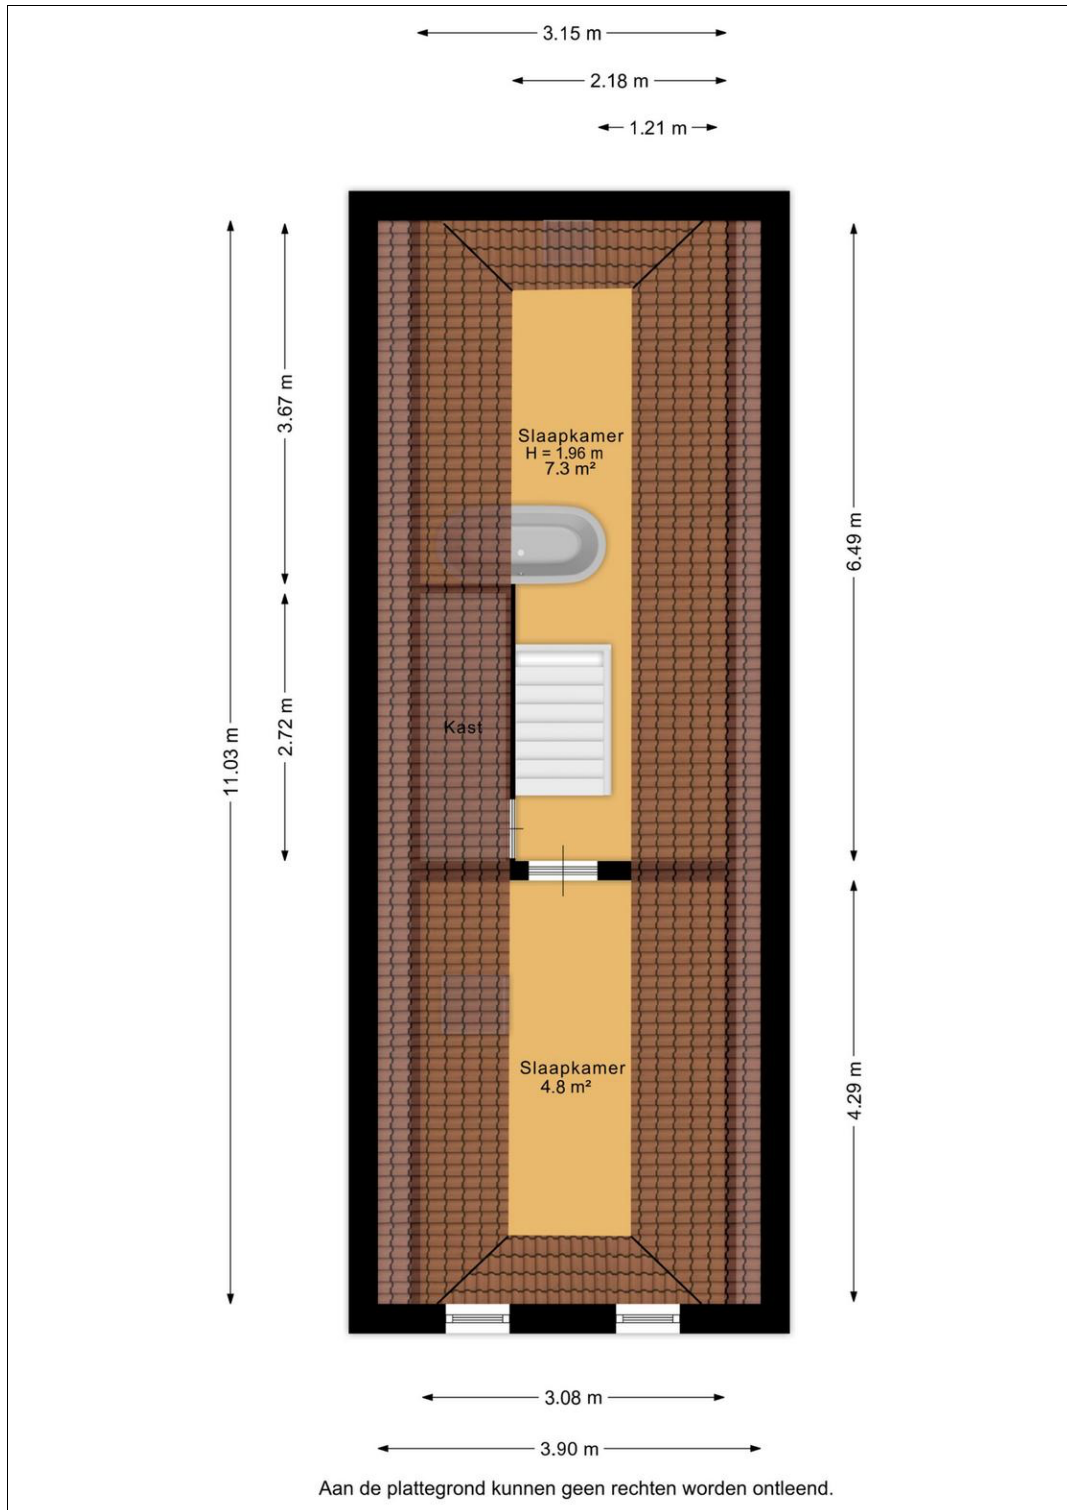 3.15 m
2.18 m
1.21 m
3.67 m
Slaapkamer
H = 1.96 m
7.3 m²
6.49 m
2.72 m
11.03 m
Kast
Slaapkamer
4.8 m²
4.29 m
3.08 m
3.90 m
Aan de plattegrond kunnen geen rechten worden ontleend.